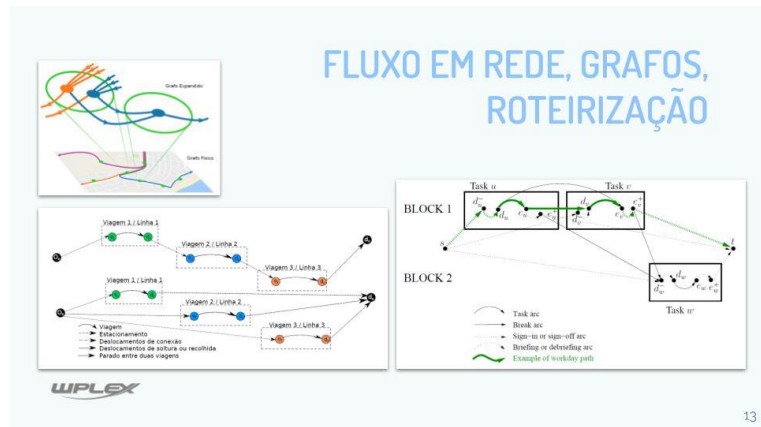 FLUXO EM REDE, GRAFOS,
ROTEIRIZAÇÃO
Grafo Expandido
Grafo Físico
Viagem 1 / Linha 1
Viagem 2 / Linha 2
Viagem 3 / Linha 3
Viagem 1 / Linha 1
Viagem 2 / Linha 2
Viagem 3 / Linha 3
Viagem
Estacionamento
Deslocamentos de conexão
Deslocamentos de soltura ou recolhida
Parado entre duas viagens
Task u
Task v
BLOCK 1
s
t
BLOCK 2
Task w
Task arc
Break arc
Sign-in or sign-off arc
Briefing or debriefing arc
Example of workday path
WPLEX
13